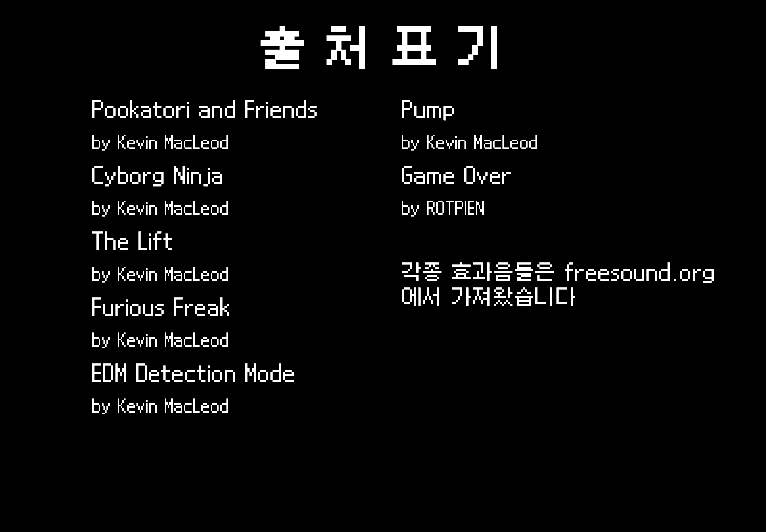 출처표기
Pookatori and Friends
by Kevin MacLeod
Cyborg Ninja
by Kevin MacLeod
The Lift
by Kevin MacLeod
Furious Freak
by Kevin MacLeod
EDM Detection Mode
by Kevin MacLeod
Pump
by Kevin MacLeod
Game Over
by ROTPIEN
각종 효과음들은 freesound.org
에서 가져왔습니다